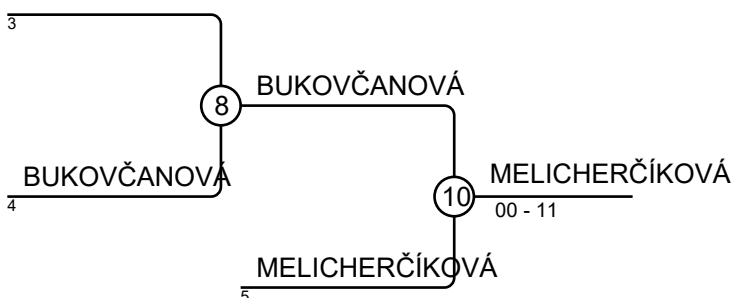 3
BUKOVČANOVÁ
8
BUKOVČANOVÁ
4
MELICHERČÍKOVÁ
10
00 - 11
MELICHERČÍKOVÁ
5